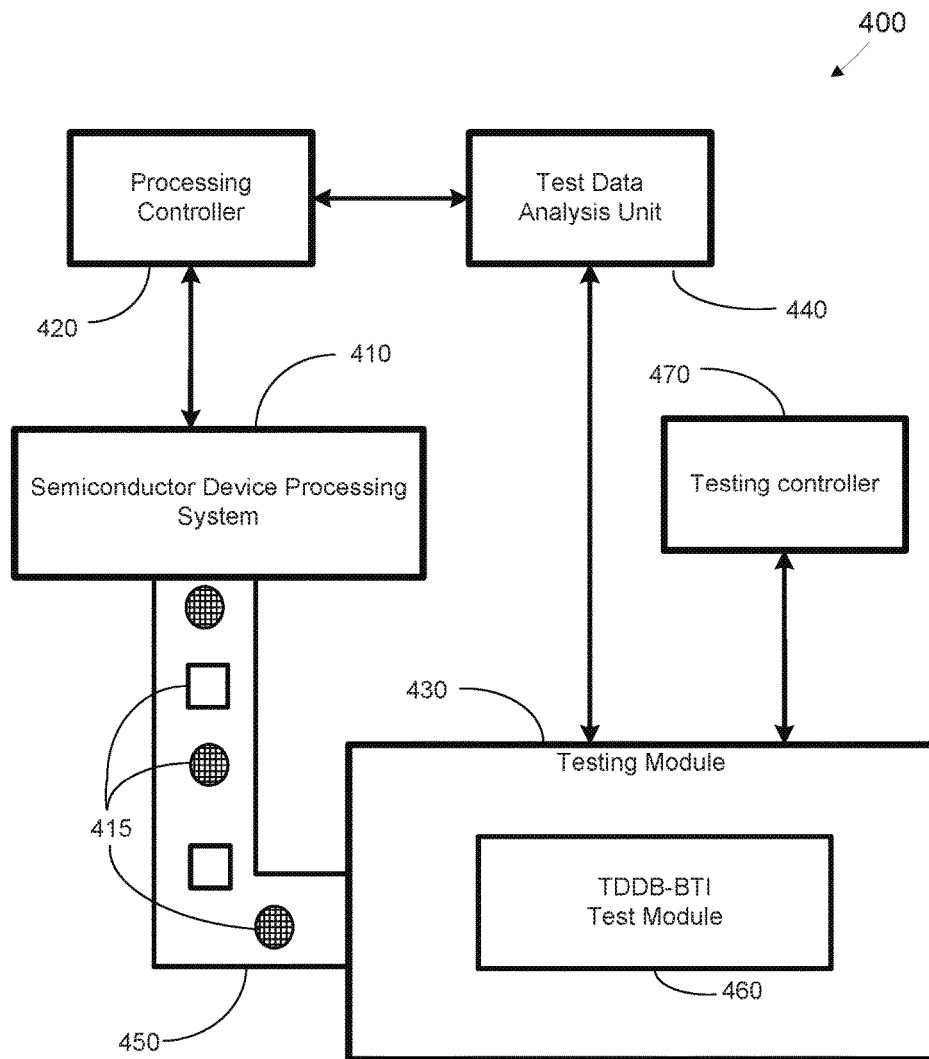 400
Processing
Controller
Test Data
Analysis Unit
420
440
410
470
Semiconductor Device Processing
System
Testing controller
430
Testing Module
415
TDDB-BTI
Test Module
460
450